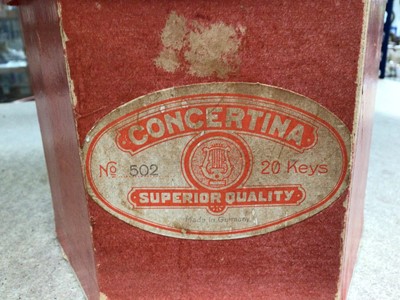 CONCERTINA
No 502 20 Keys
SUPERIOR QUALITY
Made in Germany